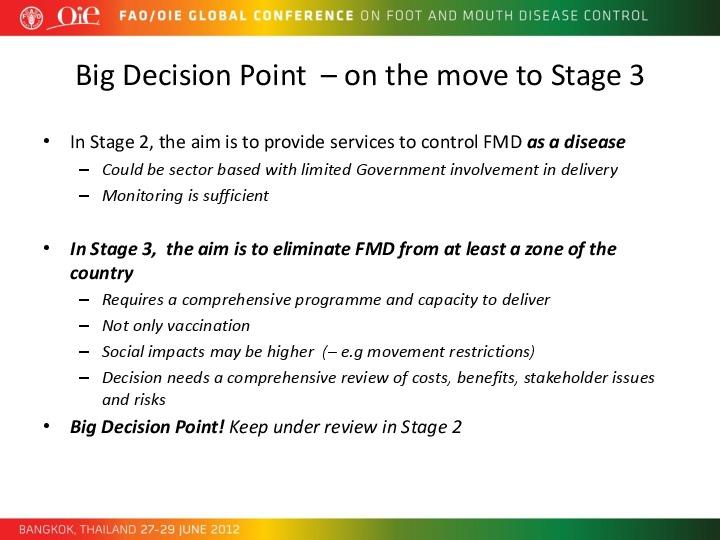 OIE FAO/OIE GLOBAL CONFERENCE ON FOOT AND MOUTH DISEASE CONTROL
Big Decision Point – on the move to Stage 3
• In Stage 2, the aim is to provide services to control FMD as a disease
– Could be sector based with limited Government involvement in delivery
– Monitoring is sufficient
• In Stage 3, the aim is to eliminate FMD from at least a zone of the
country
– Requires a comprehensive programme and capacity to deliver
– Not only vaccination
– Social impacts may be higher (– e.g movement restrictions)
– Decision needs a comprehensive review of costs, benefits, stakeholder issues
and risks
• Big Decision Point! Keep under review in Stage 2
BANGKOK, THAILAND 27-29 JUNE 2012